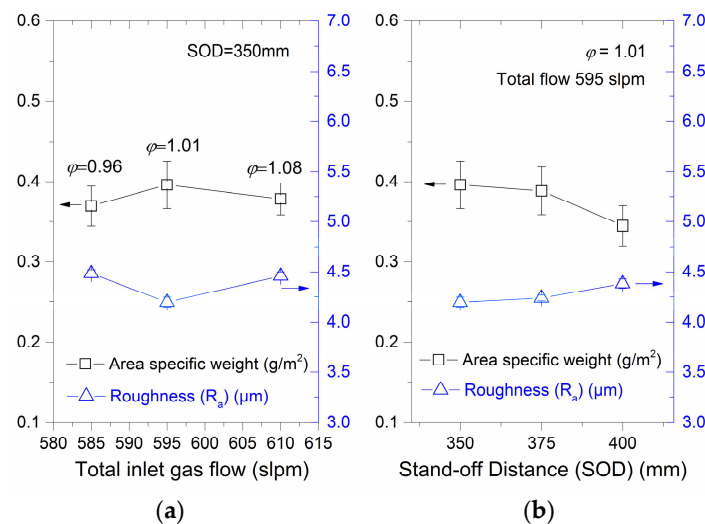 0.6
0.5
0.4
0.3
0.2
0.1
7.0
6.5
6.0
5.5
5.0
4.5
4.0
4.5
3.0
SOD=350mm
φ=0.96
φ=1.01
φ=1.08
Area specific weight (g/m²)
Roughness (Rₐ) (μm)
580 585 590 595 600 605 610 615
Total inlet gas flow (slpm)
(a)
0.6
0.5
0.4
0.3
0.2
0.1
7.0
6.5
6.0
5.5
5.0
4.5
4.0
4.5
3.0
φ = 1.01
Total flow 595 slpm
Area specific weight (g/m²)
Roughness (Rₐ) (μm)
350 375 400
Stand-off Distance (SOD) (mm)
(b)